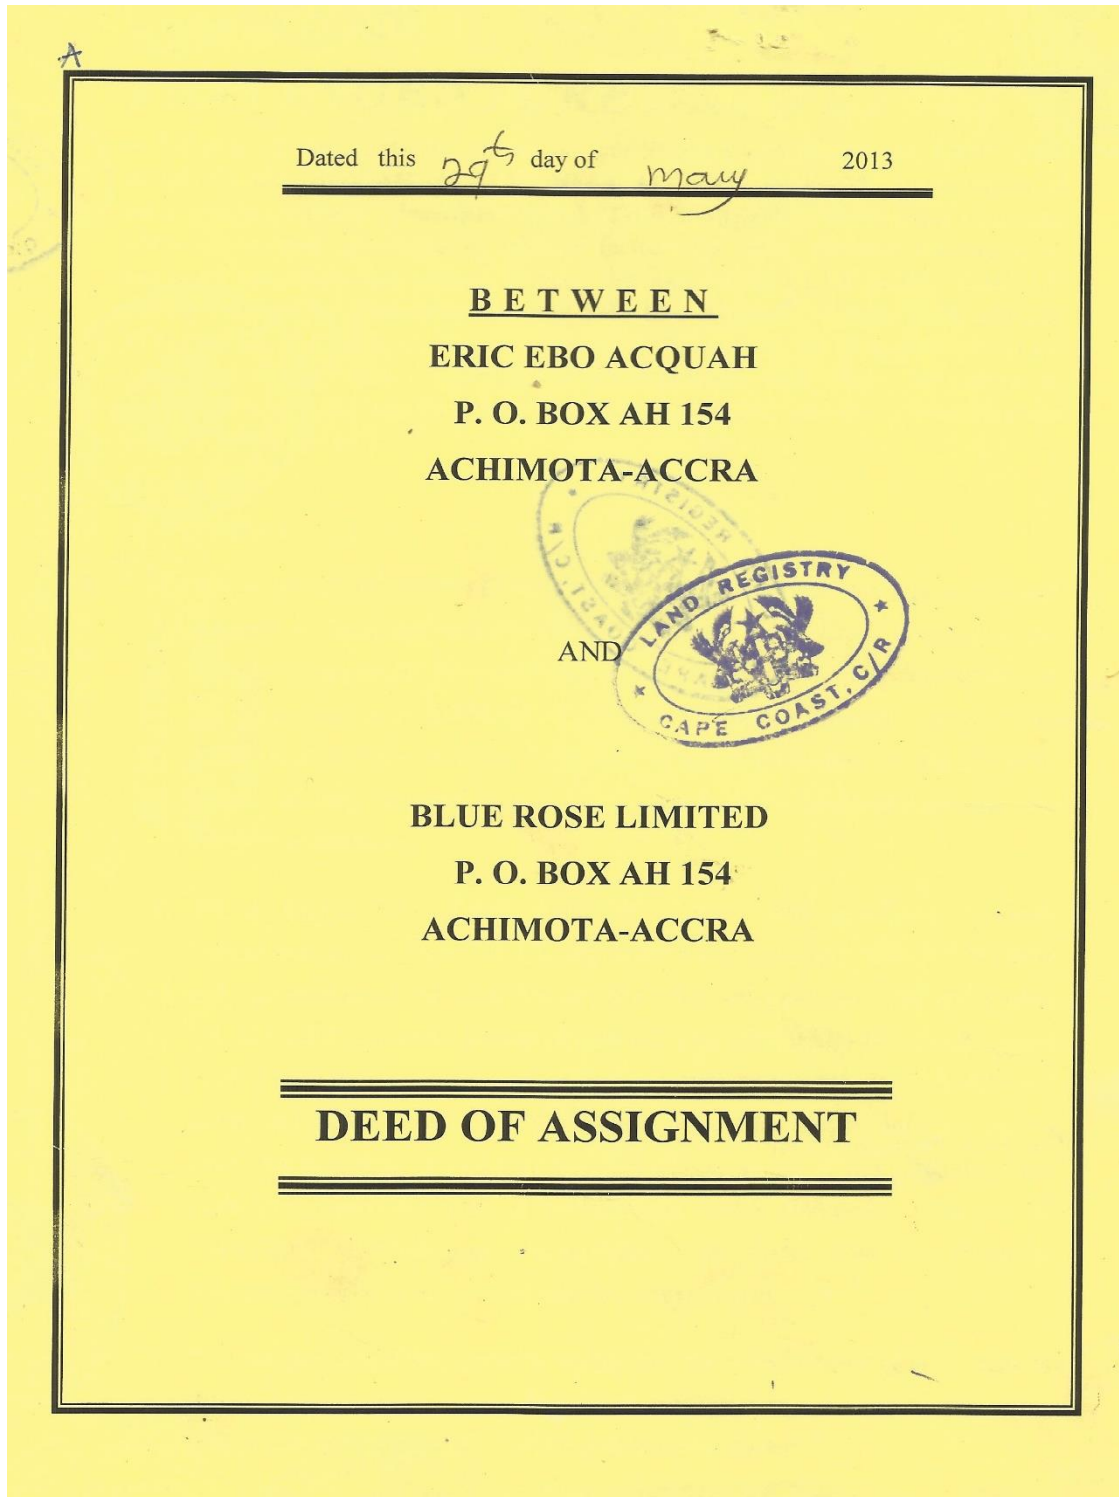 A
Dated this 29th day of May 2013
BETWEEN
ERIC EBO ACQUAH
P. O. BOX AH 154
ACHIMOTA-ACCRA
AND
LAND REGISTRY
CAPE COAST, C/R
BLUE ROSE LIMITED
P. O. BOX AH 154
ACHIMOTA-ACCRA
DEED OF ASSIGNMENT